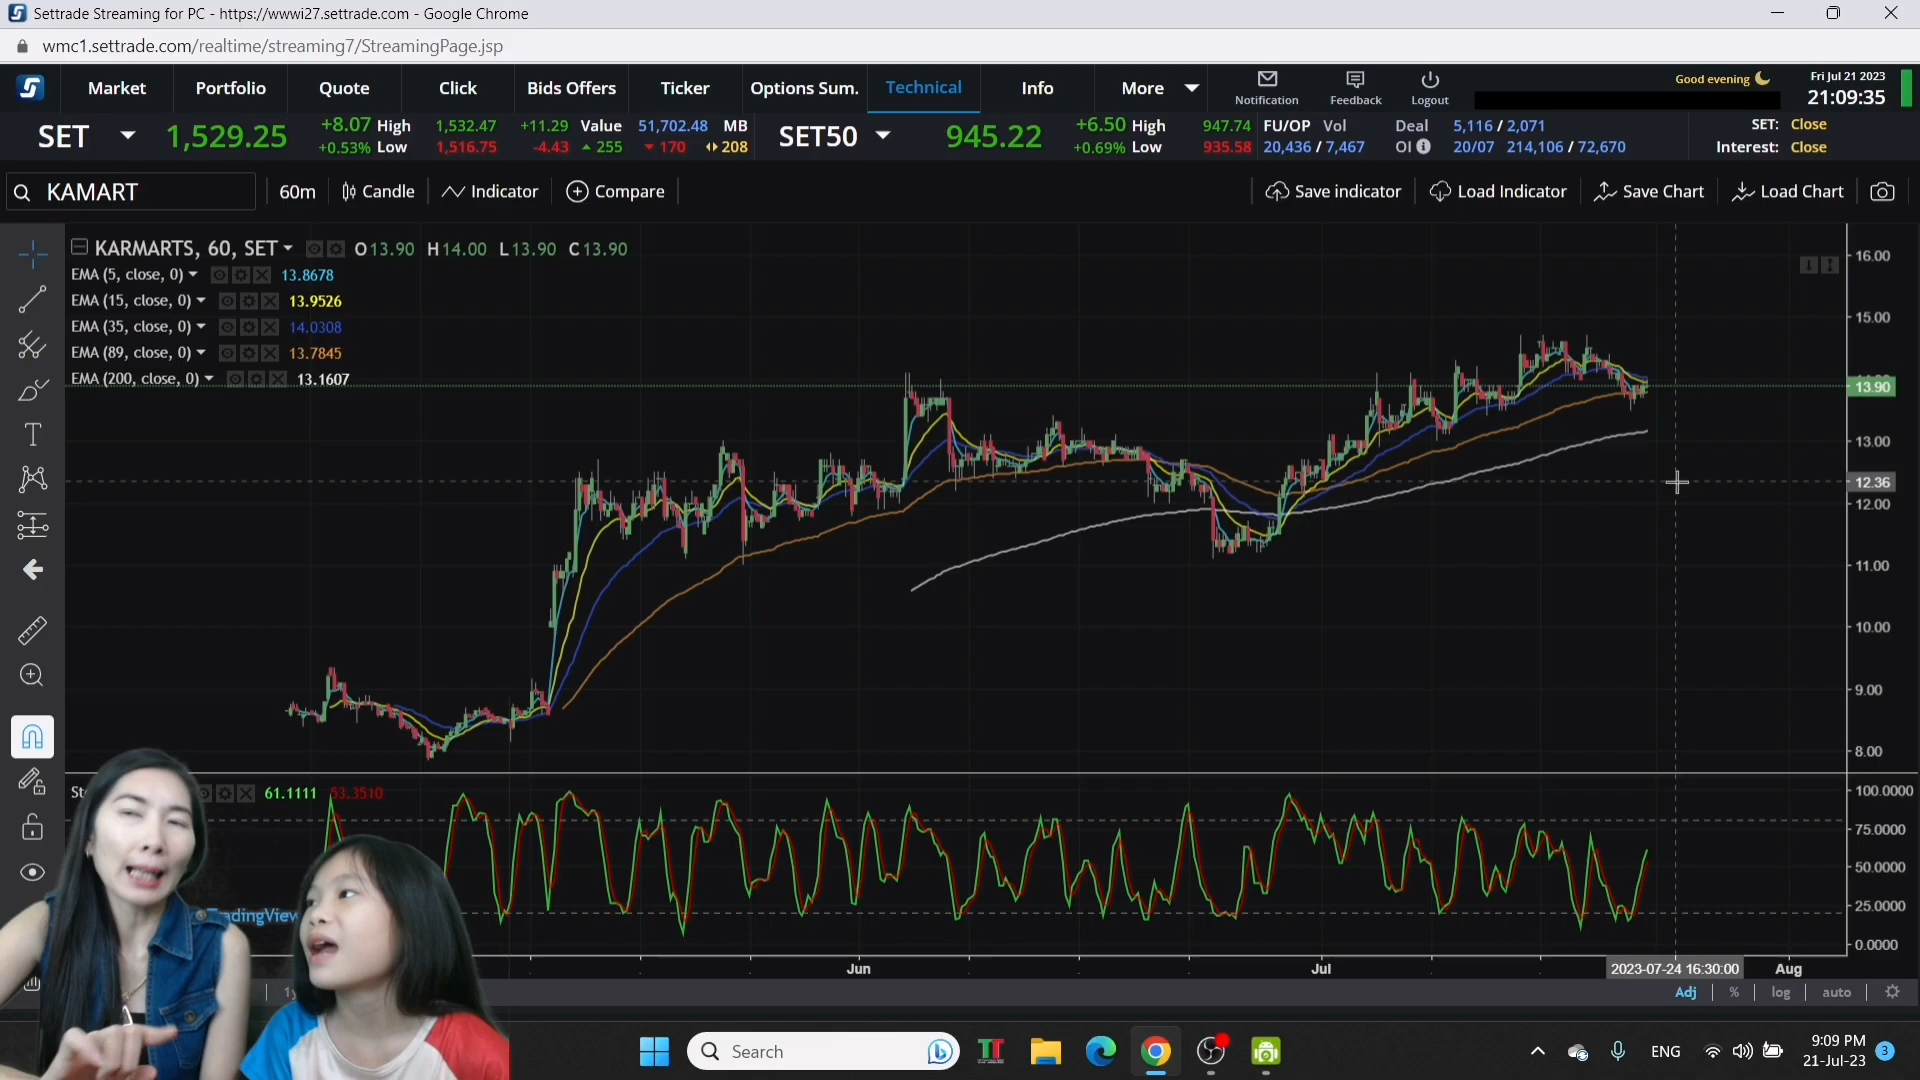 Settrade Streaming for PC - https://wwwi27.settrade.com - Google Chrome
wmc1.settrade.com/realtime/streaming7/StreamingPage.jsp
Market Portfolio Quote Click Bids Offers Ticker Options Sum. Technical Info More Notification Feedback Logout Good evening Fri Jul 21 2023 21:09:35
SET 1,529.25 +8.07 High 1,532.47 +11.29 Value 51,702.48 MB SET50 945.22 +6.50 High 947.74 FU/OP Vol Deal 5,116 / 2,071 SET: Close
+0.53% Low 1,516.75 -4.43 255 170 208 +0.69% Low 935.58 20,436 / 7,467 OI 20/07 214,106 / 72,670 Interest: Close
KAMART 60m Candle Indicator Compare Save indicator Load Indicator Save Chart Load Chart
KARMARTS, 60, SET O13.90 H14.00 L13.90 C13.90
EMA (5, close, 0) 13.8678
EMA (15, close, 0) 13.9526
EMA (35, close, 0) 14.0308
EMA (89, close, 0) 13.7845
EMA (200, close, 0) 13.1607
16.00
15.00
13.90
13.00
12.36
12.00
11.00
10.00
9.00
8.00
61.1111 53.3510
100.0000
75.0000
50.0000
25.0000
0.0000
TradingView
Jun Jul 2023-07-24 16:30:00 Aug
Adj % log auto
Search ENG 9:09 PM
21-Jul-23 3